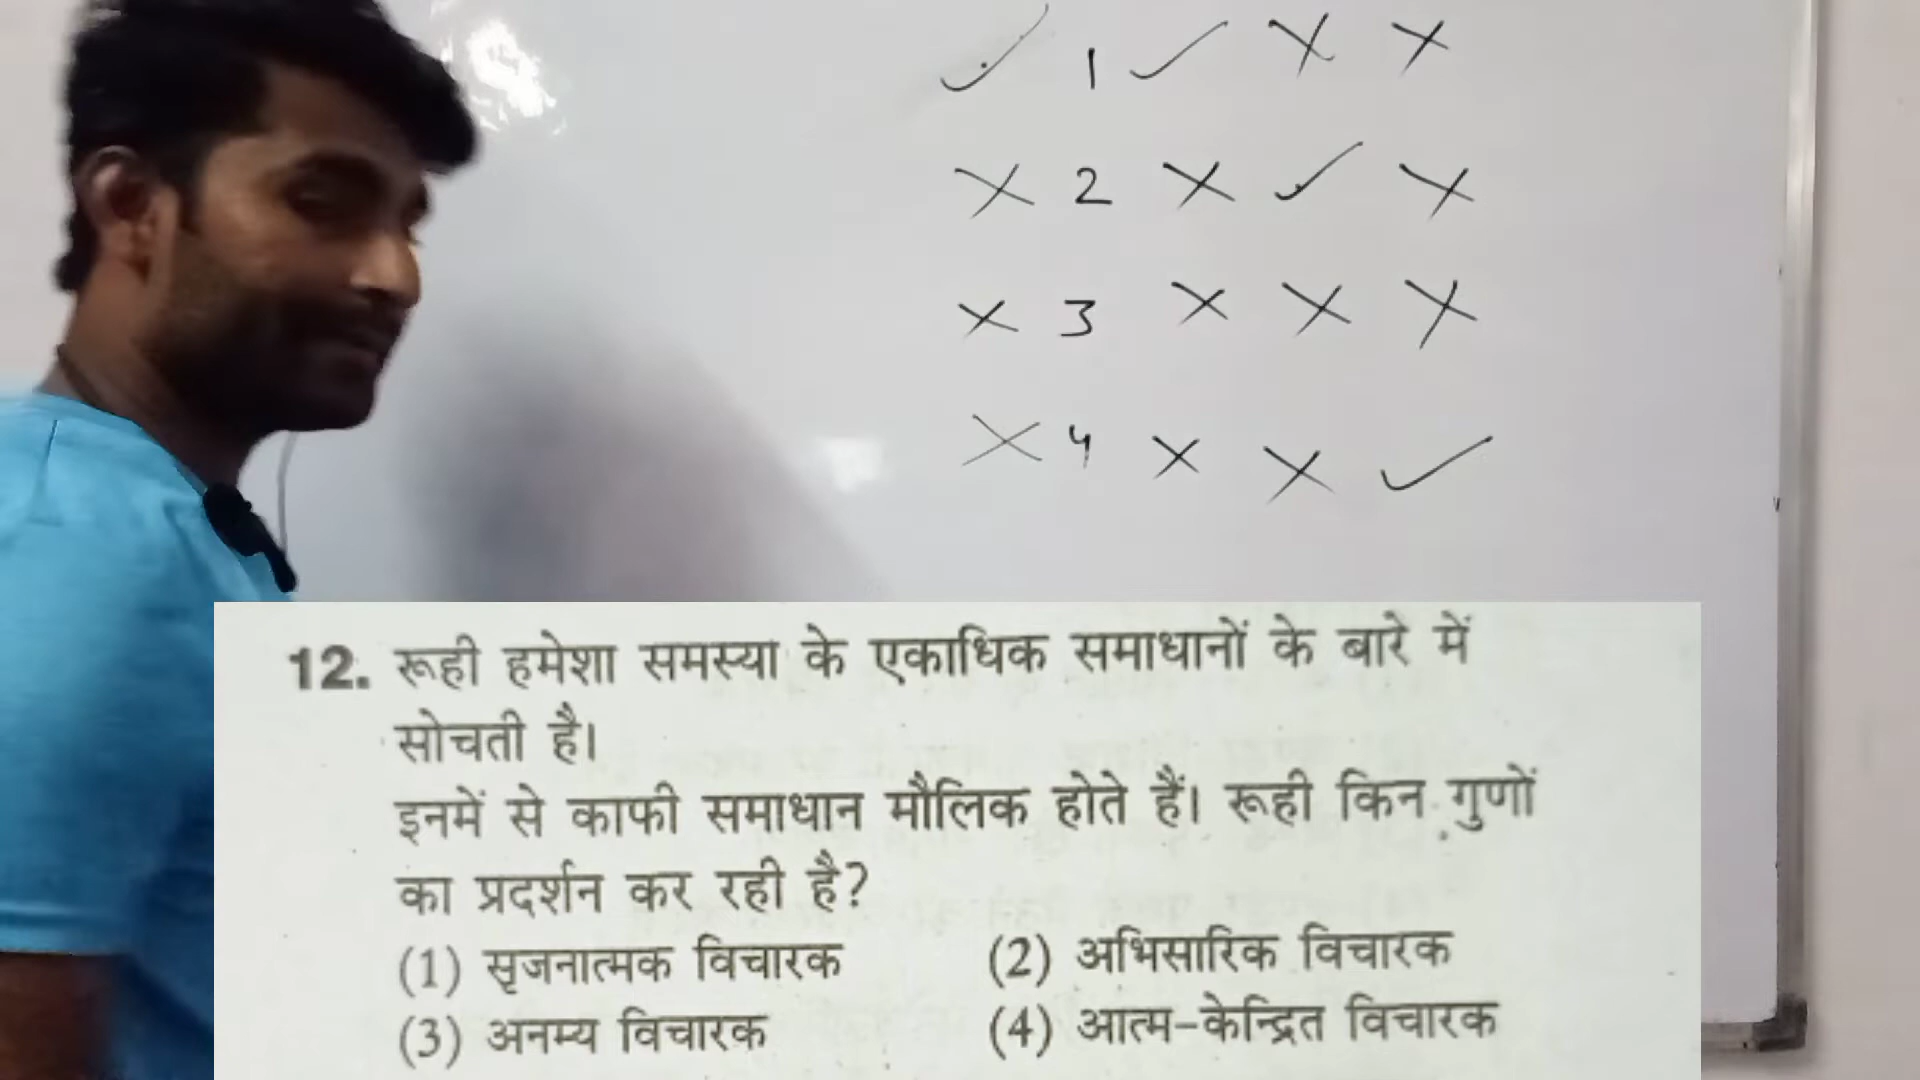 ✓ 1 ✓ ✗ ✗
✗ 2 ✗ ✓ ✗
✗ 3 ✗ ✗ ✗
✗ 4 ✗ ✗ ✓
12. रूही हमेशा समस्या के एकाधिक समाधानों के बारे में
सोचती है।
इनमें से काफी समाधान मौलिक होते हैं। रूही किन गुणों
का प्रदर्शन कर रही है?
(1) सृजनात्मक विचारक (2) अभिसारिक विचारक
(3) अनम्य विचारक (4) आत्म-केन्द्रित विचारक